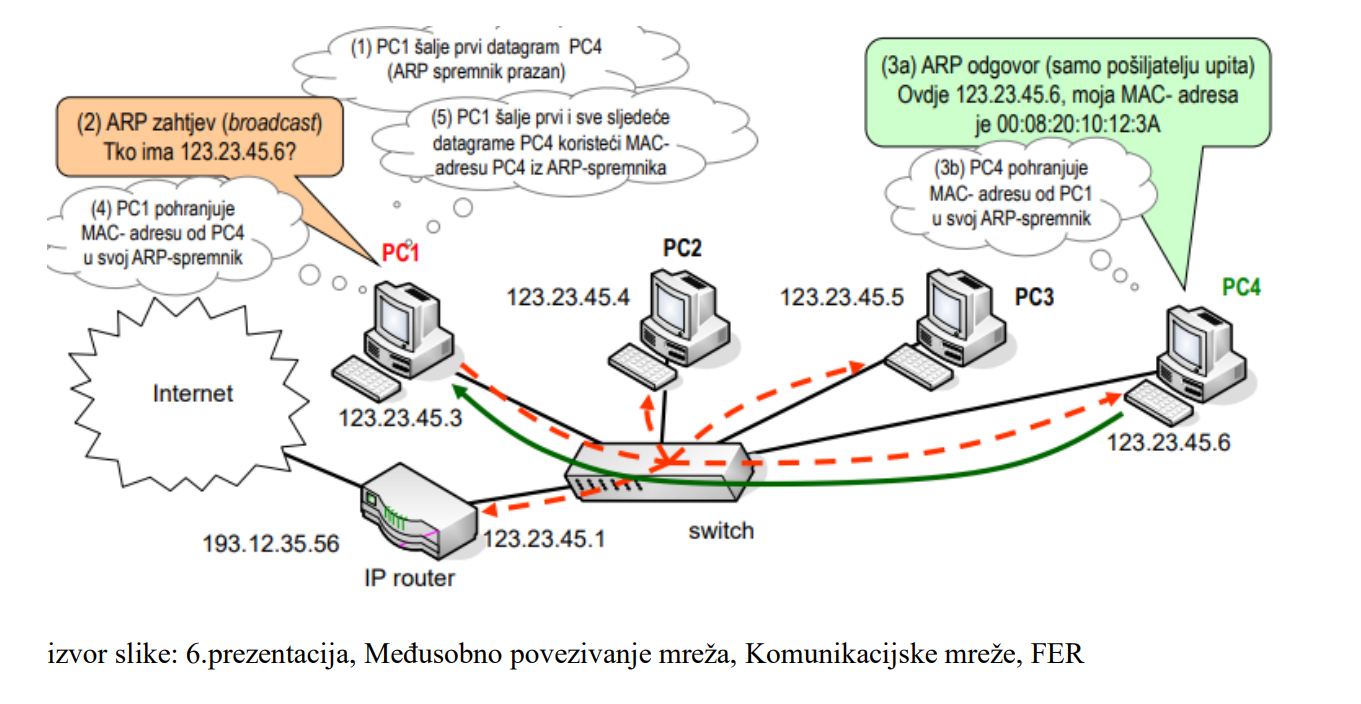 (1) PC1 šalje prvi datagram PC4
(ARP spremnik prazan)
(2) ARP zahtjev (broadcast)
Tko ima 123.23.45.6?
(5) PC1 šalje prvi i sve sljedeće
datagrame PC4 koristeći MAC-
adresu PC4 iz ARP-spremnika
(3a) ARP odgovor (samo pošiljatelju upita)
Ovdje 123.23.45.6, moja MAC- adresa
je 00:08:20:10:12:3A
(3b) PC4 pohranjuje
MAC- adresu od PC1
u svoj ARP-spremnik
(4) PC1 pohranjuje
MAC- adresu od PC4
u svoj ARP-spremnik
PC1
PC2
PC3
PC4
123.23.45.4
123.23.45.5
Internet
123.23.45.3
123.23.45.6
switch
193.12.35.56
123.23.45.1
IP router
izvor slike: 6.prezentacija, Međusobno povezivanje mreža, Komunikacijske mreže, FER